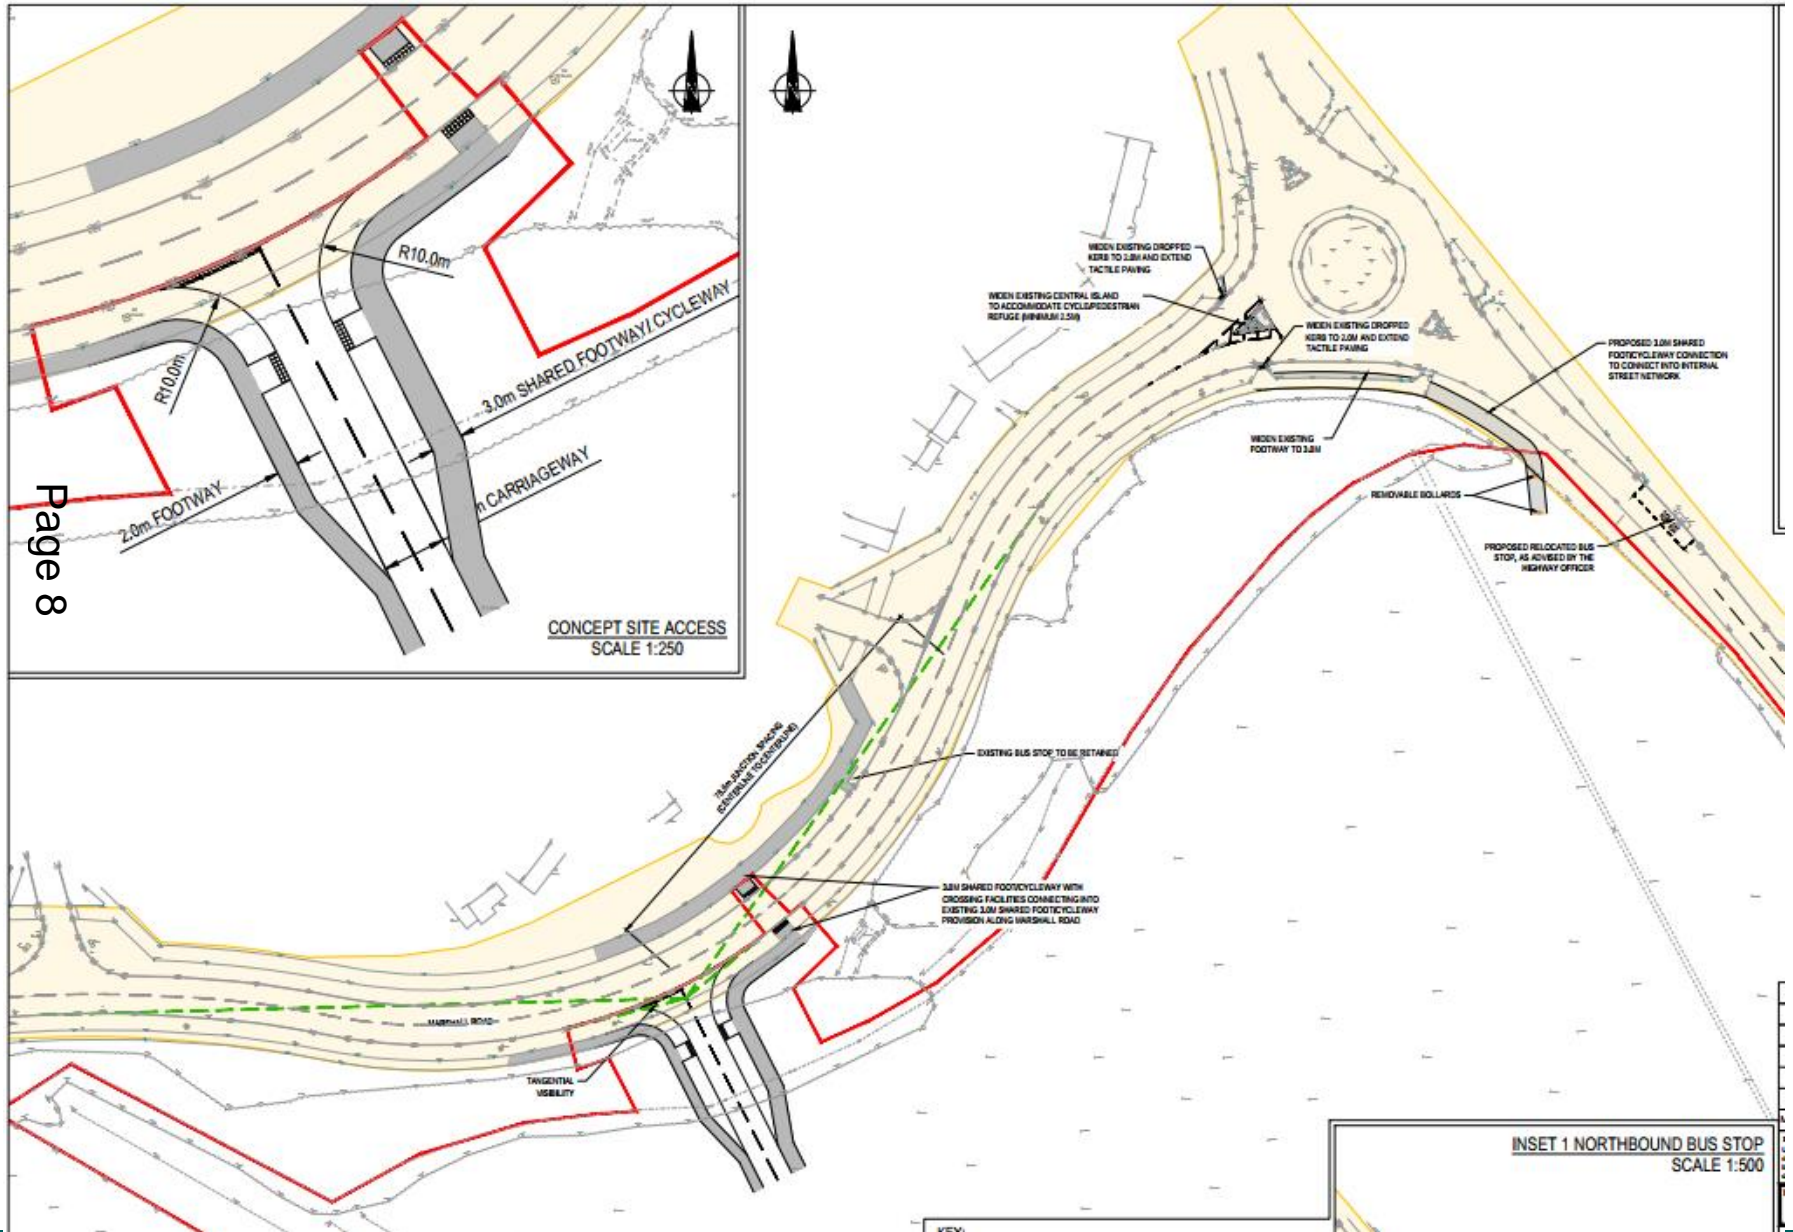 Page 8
R10.0m
R10.0m
3.0m SHARED FOOTWAY/ CYCLEWAY
2.0m FOOTWAY
m CARRIAGEWAY
CONCEPT SITE ACCESS
SCALE 1:250
WIDEN EXISTING DROPPED
KERB TO 2.0M AND EXTEND
TACTILE PAVING
WIDEN EXISTING CENTRAL ISLAND
TO ACCOMMODATE CYCLE/PEDESTRIAN
REFUGE (MINIMUM 2.5M)
WIDEN EXISTING DROPPED
KERB TO 2.0M AND EXTEND
TACTILE PAVING
PROPOSED 3.0M SHARED
FOOT/CYCLEWAY CONNECTION
TO CONNECT INTO INTERNAL
STREET NETWORK
WIDEN EXISTING
FOOTWAY TO 3.0M
REMOVABLE BOLLARDS
PROPOSED RELOCATED BUS
STOP, AS ADVISED BY THE
HIGHWAY OFFICER
JUNCTION SPACING
(CENTERLINE TO CENTERLINE)
EXISTING BUS STOP TO BE RETAINED
3.0M SHARED FOOT/CYCLEWAY WITH
CROSSING FACILITIES CONNECTING INTO
EXISTING 3.0M SHARED FOOT/CYCLEWAY
PROVISION ALONG MARSHALL ROAD
MARSHALL ROAD
TANGENTIAL
VISIBILITY
INSET 1 NORTHBOUND BUS STOP
SCALE 1:500
KEY: